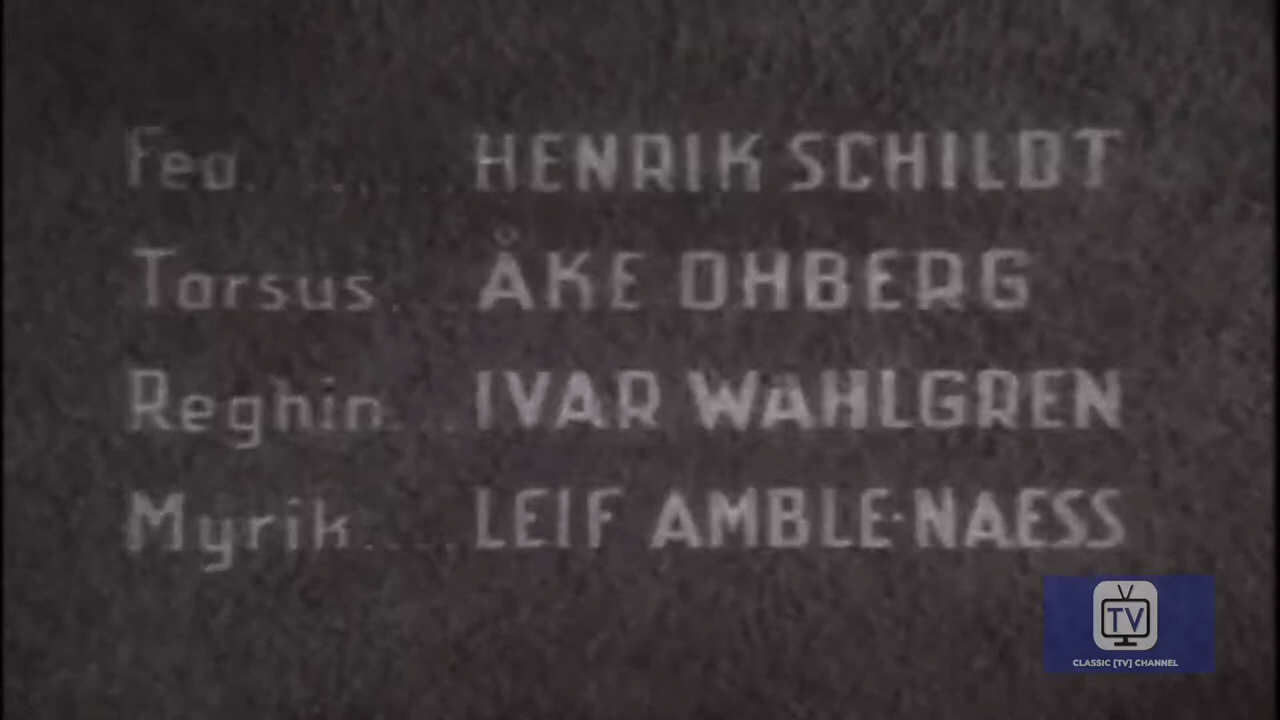 Feo. . . . . . . . HENRIK SCHILDT
Torsus. . . . ÅKE OHBERG
Reghin. . . . IVAR WAHLGREN
Myrik. . . . . LEIF AMBLE-NAESS
TV
CLASSIC [TV] CHANNEL